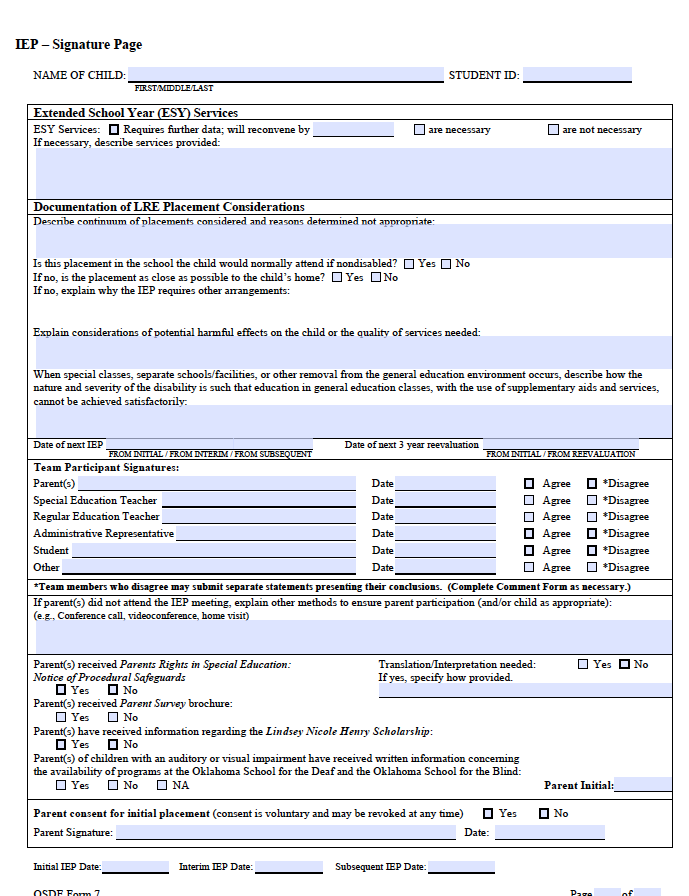 IEP – Signature Page
NAME OF CHILD: STUDENT ID:
FIRST/MIDDLE/LAST
Extended School Year (ESY) Services
ESY Services: Requires further data; will reconvene by are necessary are not necessary
If necessary, describe services provided:
Documentation of LRE Placement Considerations
Describe continuum of placements considered and reasons determined not appropriate:
Is this placement in the school the child would normally attend if nondisabled? Yes No
If no, is the placement as close as possible to the child's home? Yes No
If no, explain why the IEP requires other arrangements:
Explain considerations of potential harmful effects on the child or the quality of services needed:
When special classes, separate schools/facilities, or other removal from the general education environment occurs, describe how the
nature and severity of the disability is such that education in general education classes, with the use of supplementary aids and services,
cannot be achieved satisfactorily:
Date of next IEP Date of next 3 year reevaluation
FROM INITIAL / FROM INTERIM / FROM SUBSEQUENT FROM INITIAL / FROM REEVALUATION
Team Participant Signatures:
Parent(s) Date Agree *Disagree
Special Education Teacher Date Agree *Disagree
Regular Education Teacher Date Agree *Disagree
Administrative Representative Date Agree *Disagree
Student Date Agree *Disagree
Other Date Agree *Disagree
*Team members who disagree may submit separate statements presenting their conclusions. (Complete Comment Form as necessary.)
If parent(s) did not attend the IEP meeting, explain other methods to ensure parent participation (and/or child as appropriate):
(e.g., Conference call, videoconference, home visit)
Parent(s) received Parents Rights in Special Education: Translation/Interpretation needed: Yes No
Notice of Procedural Safeguards If yes, specify how provided.
Yes No
Parent(s) received Parent Survey brochure:
Yes No
Parent(s) have received information regarding the Lindsey Nicole Henry Scholarship:
Yes No
Parent(s) of children with an auditory or visual impairment have received written information concerning
the availability of programs at the Oklahoma School for the Deaf and the Oklahoma School for the Blind:
Yes No NA Parent Initial:
Parent consent for initial placement (consent is voluntary and may be revoked at any time) Yes No
Parent Signature: Date:
Initial IEP Date: Interim IEP Date: Subsequent IEP Date:
OSDE Form 7 Page of